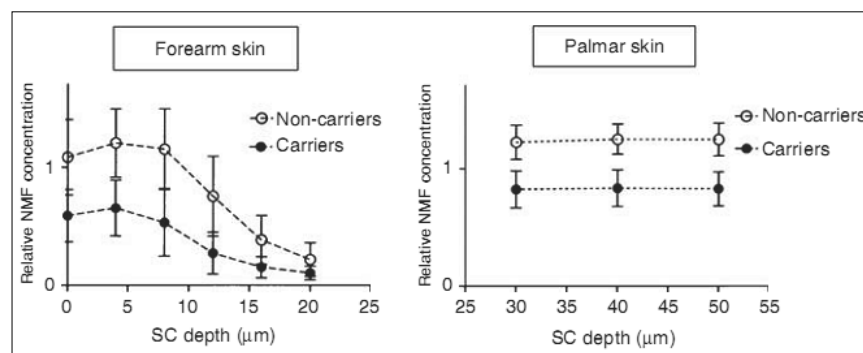 Forearm skin
Relative NMF concentration
1
0
Non-carriers
Carriers
0 5 10 15 20 25
SC depth (μm)
Palmar skin
Relative NMF concentration
1
0
Non-carriers
Carriers
25 30 35 40 45 50 55
SC depth (μm)